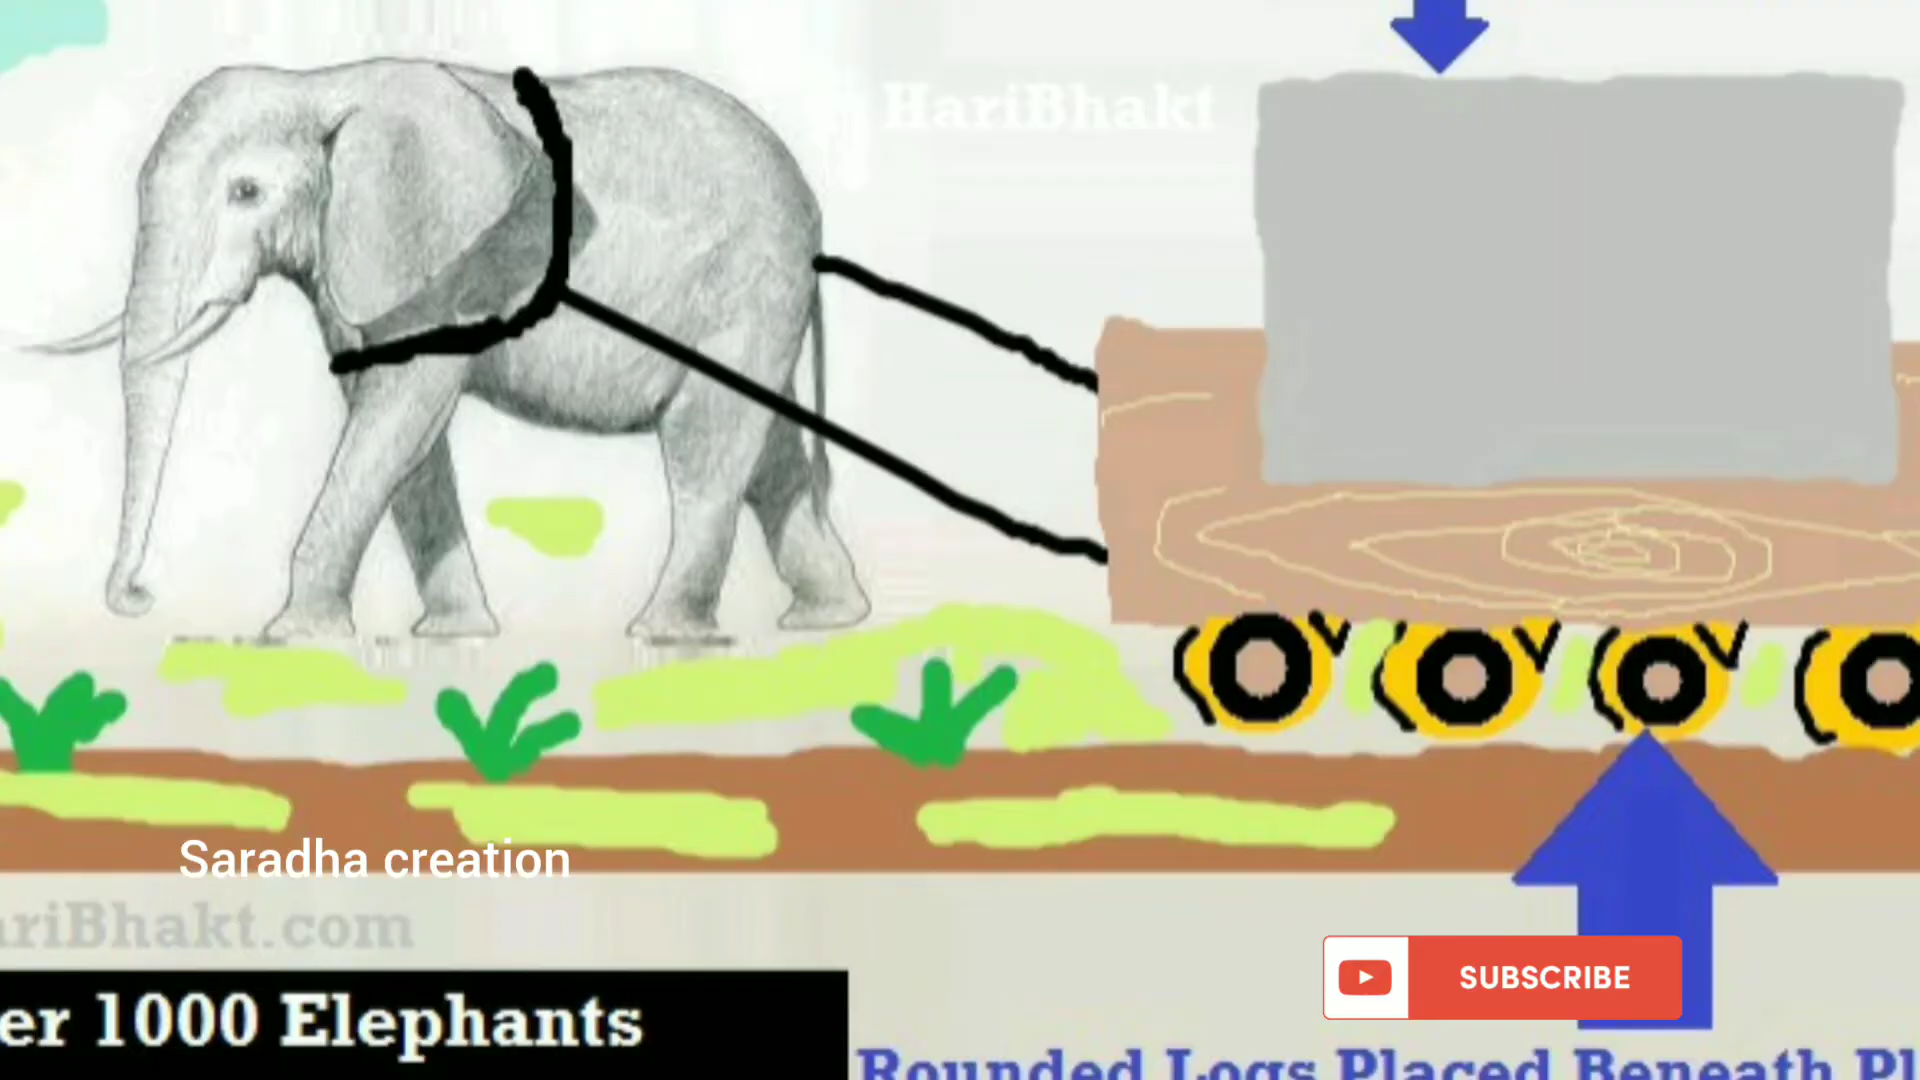 HariBhakt
Saradha creation
riBhakt.com
SUBSCRIBE
er 1000 Elephants
Rounded Logs Placed Beneath Pl